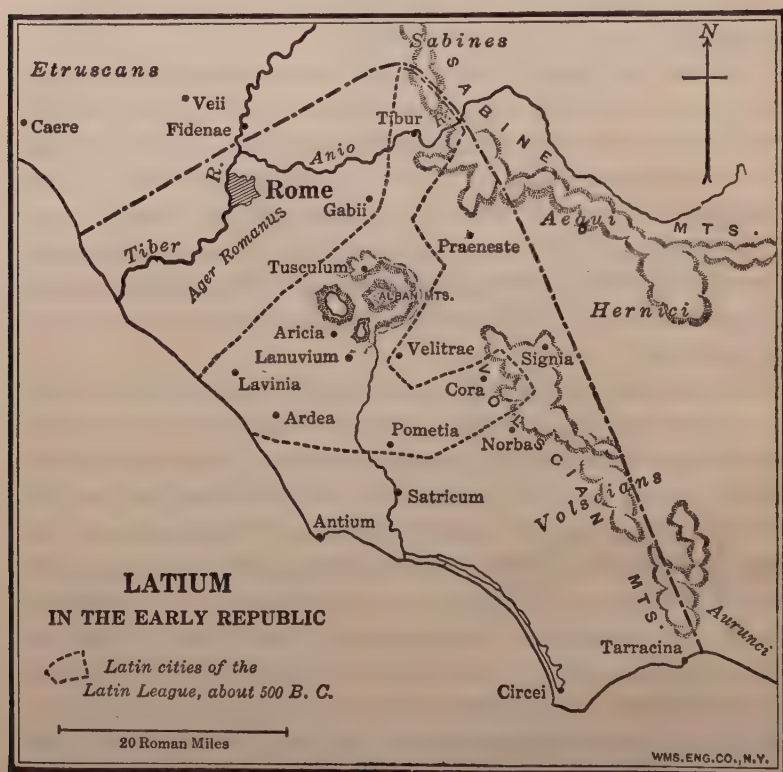 N
Sabines
SABINE
MTS.
Etruscans
Veii
Caere
Fidenae
Tibur
Anio
R.
Rome
Gabii
Tiber
Ager Romanus
Aequi
Praeneste
Tusculum
ALBAN MTS.
Hernici
Aricia
Lanuvium
Velitrae
Signia
Lavinia
Cora
Ardea
Pometia
Norba
VOLSCIAN
MTS.
Volscians
Satricum
Antium
Aurunci
Tarracina
Circei
LATIUM
IN THE EARLY REPUBLIC
Latin cities of the
Latin League, about 500 B. C.
20 Roman Miles
WMS.ENG.CO., N.Y.